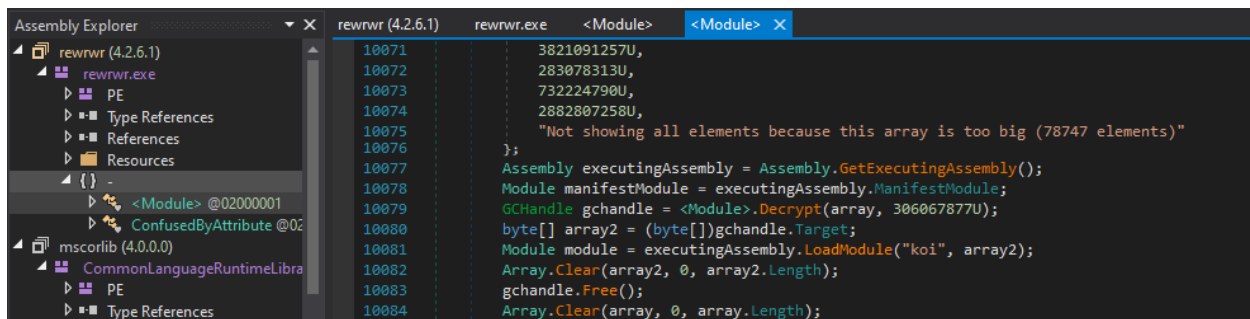 Assembly Explorer
rewrwr (4.2.6.1)
rewrwr.exe
PE
Type References
References
Resources
{ } -
<Module> @02000001
ConfusedByAttribute @02
mscorlib (4.0.0.0)
CommonLanguageRuntimeLibra
PE
Type References
rewrwr (4.2.6.1) rewrwr.exe <Module> <Module>
10071 3821091257U,
10072 283078313U,
10073 732224790U,
10074 2882807258U,
10075 "Not showing all elements because this array is too big (78747 elements)"
10076 };
10077 Assembly executingAssembly = Assembly.GetExecutingAssembly();
10078 Module manifestModule = executingAssembly.ManifestModule;
10079 GCHandle gchandle = <Module>.Decrypt(array, 306067877U);
10080 byte[] array2 = (byte[])gchandle.Target;
10081 Module module = executingAssembly.LoadModule("koi", array2);
10082 Array.Clear(array2, 0, array2.Length);
10083 gchandle.Free();
10084 Array.Clear(array, 0, array.Length);